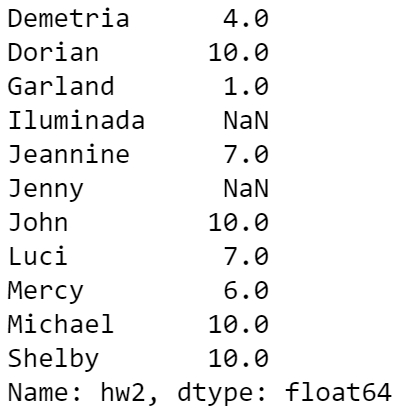 Demetria      4.0
Dorian       10.0
Garland       1.0
Iluminada     NaN
Jeannine      7.0
Jenny         NaN
John         10.0
Luci          7.0
Mercy         6.0
Michael      10.0
Shelby       10.0
Name: hw2, dtype: float64